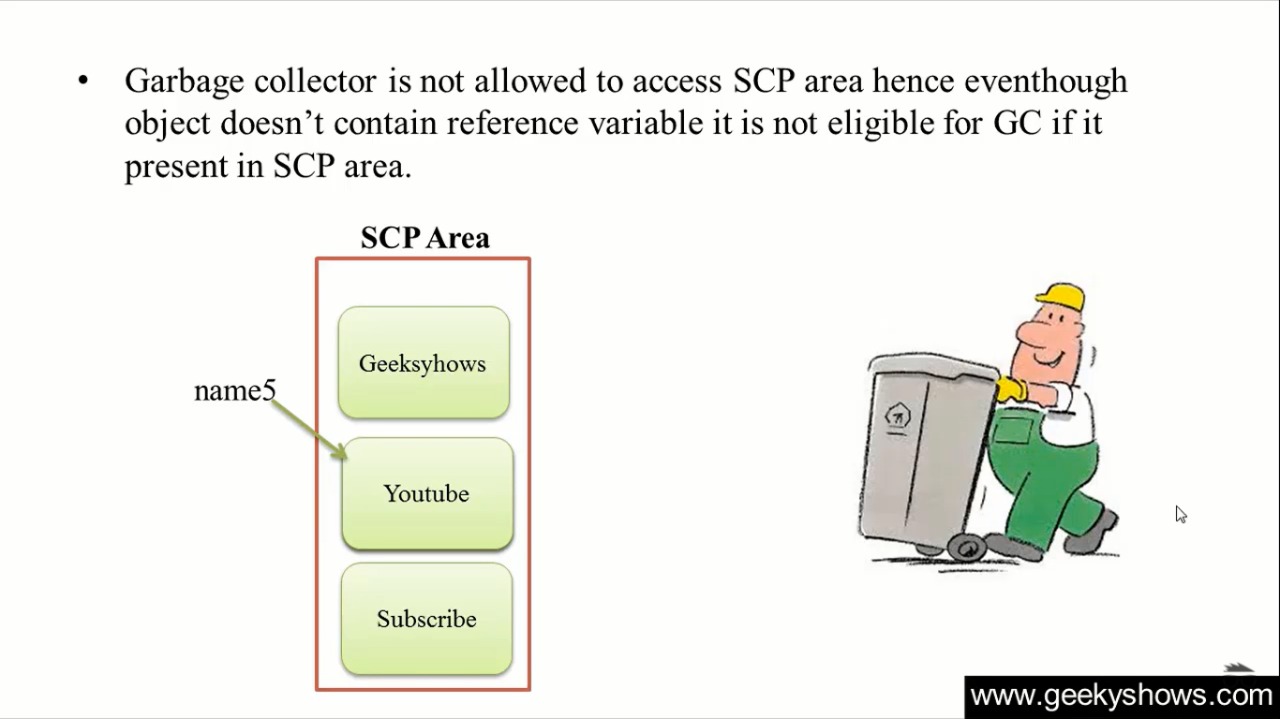 • Garbage collector is not allowed to access SCP area hence eventhough
object doesn’t contain reference variable it is not eligible for GC if it
present in SCP area.
SCP Area
Geeksyhows
name5
Youtube
Subscribe
www.geekyshows.com